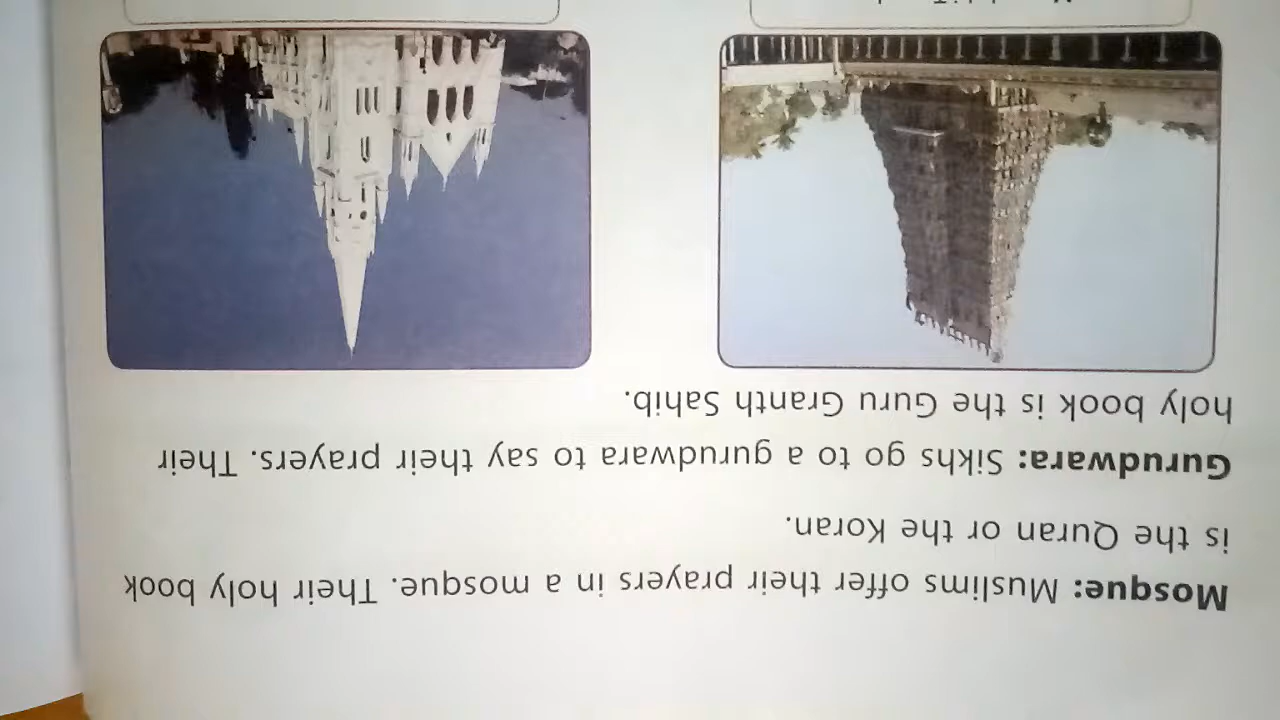 Mosque: Muslims offer their prayers in a mosque. Their holy book
is the Quran or the Koran.
Gurudwara: Sikhs go to a gurudwara to say their prayers. Their
holy book is the Guru Granth Sahib.